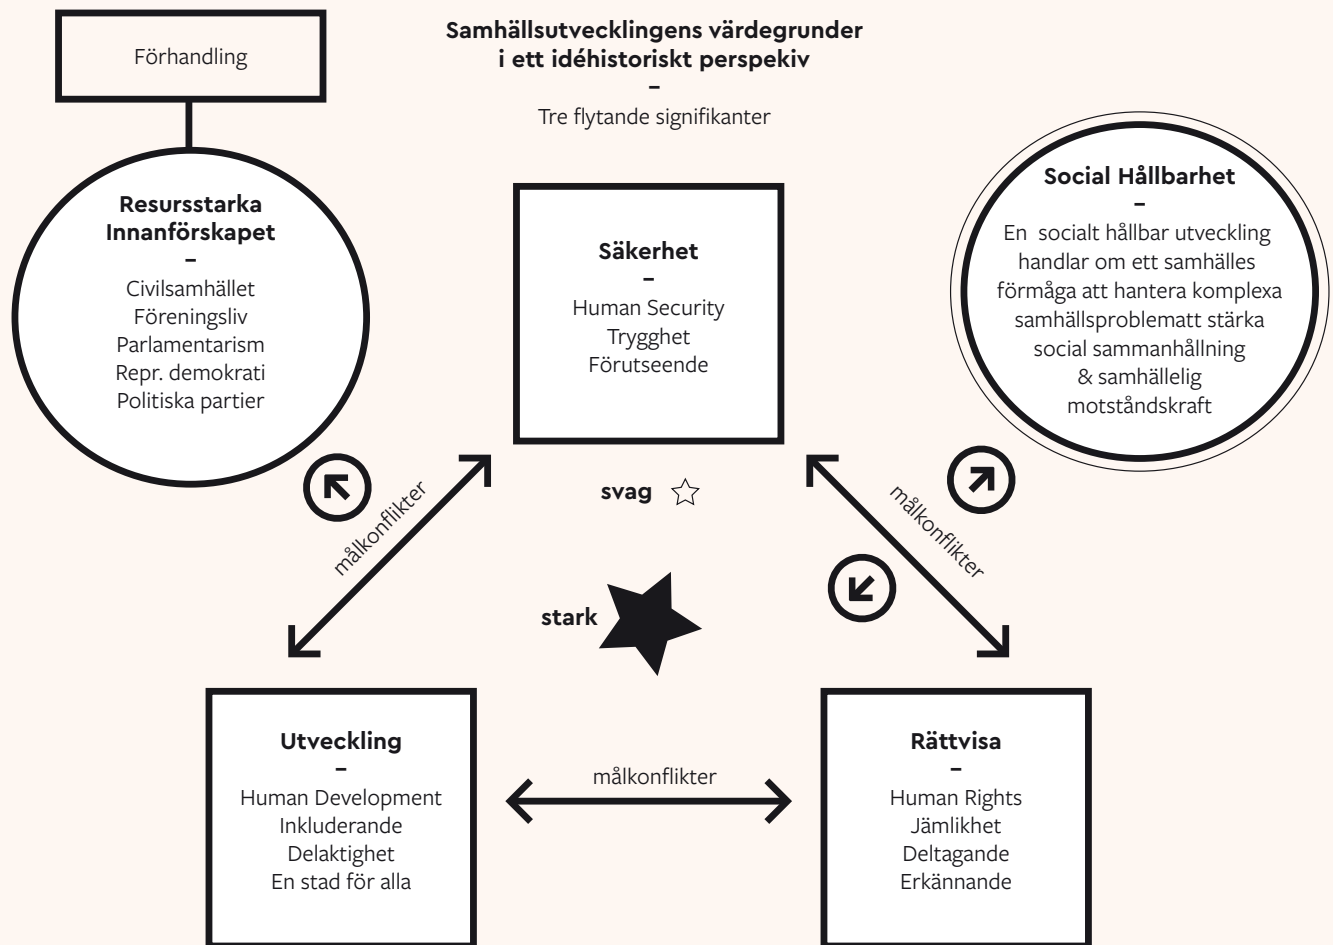 Förhandling
Samhällsutvecklingens värdegrunder
i ett idéhistoriskt perspekiv
–
Tre flytande signifikanter
Resursstarka
Innanförskapet
–
Civilsamhället
Föreningsliv
Parlamentarism
Repr. demokrati
Politiska partier
Säkerhet
–
Human Security
Trygghet
Förutseende
Social Hållbarhet
–
En socialt hållbar utveckling
handlar om ett samhälles
förmåga att hantera komplexa
samhällsproblematt stärka
social sammanhållning
& samhällelig
motståndskraft
målkonflikter
svag
målkonflikter
stark
Utveckling
–
Human Development
Inkluderande
Delaktighet
En stad för alla
målkonflikter
Rättvisa
–
Human Rights
Jämlikhet
Deltagande
Erkännande